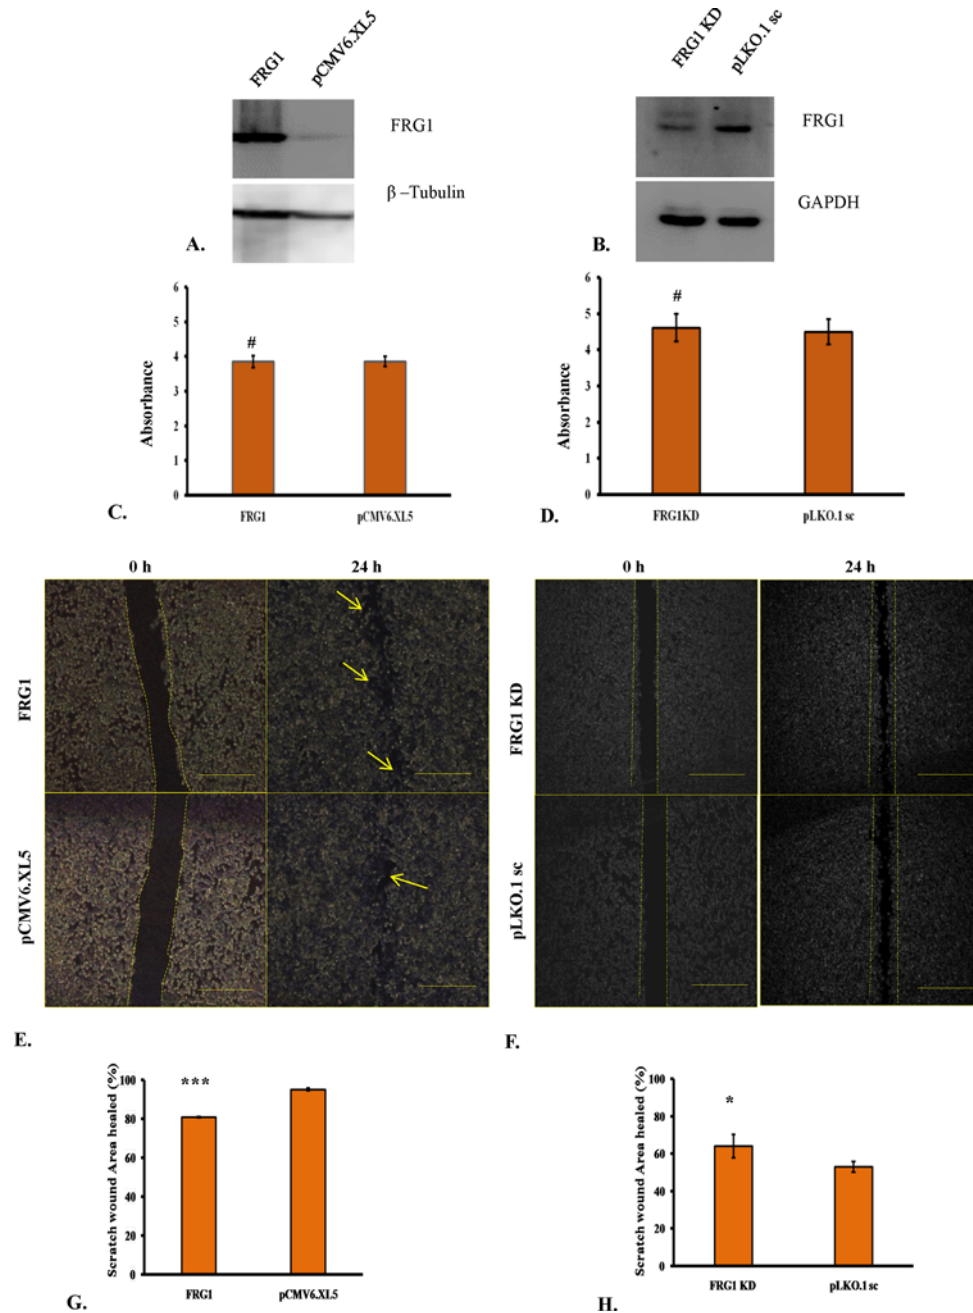 FRG1
pCMV6.XL5
FRG1
β –Tubulin
A.
FRG1 KD
pLKO.1 sc
FRG1
GAPDH
B.
6
5
4
3
2
1
0
Absorbance
#
FRG1
pCMV6.XL5
C.
6
5
4
3
2
1
0
Absorbance
#
FRG1KD
pLKO.1 sc
D.
0 h
24 h
FRG1
pCMV6.XL5
E.
0 h
24 h
FRG1 KD
pLKO.1 sc
F.
Scratch wound Area healed (%)
100
80
60
40
20
0
***
FRG1
pCMV6.XL5
G.
Scratch wound Area healed (%)
100
80
60
40
20
0
*
FRG1 KD
pLKO.1 sc
H.